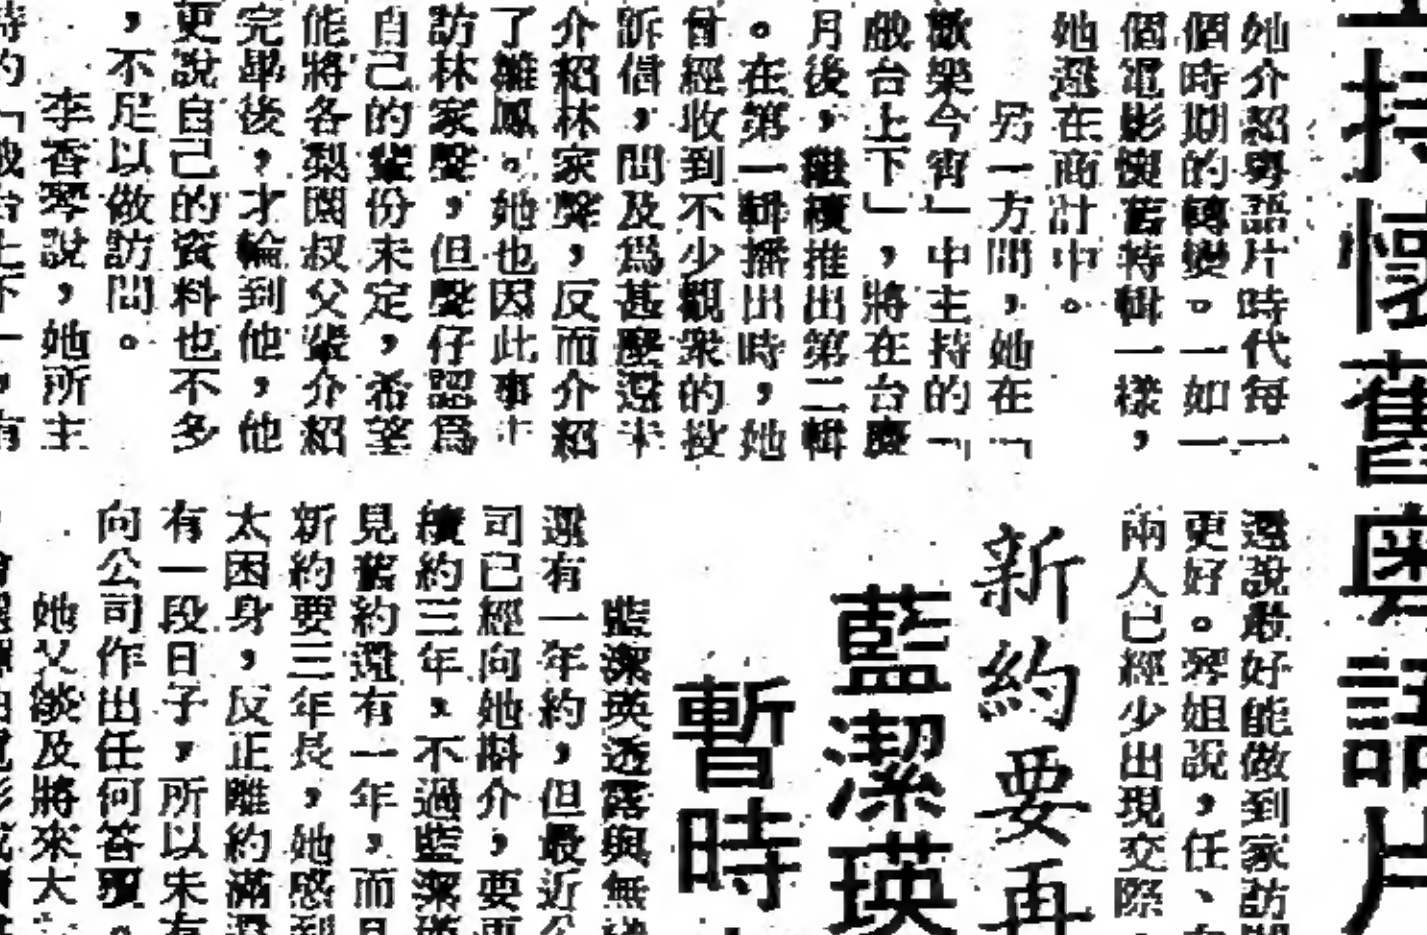 主持懷舊粵語片
她介紹粵語片時代每一
個時期的轉變。一如一
個電影懷舊特輯一樣，
她還在商計中。
另一方間，她在「
歡樂今宵」中主持的「
戲台上下」，將在台慶
月後，繼續推出第二輯
。在第一輯播出時，她
曾經收到不少觀衆的投
訴信，問及爲甚麼還未
介紹林家聲，反而介紹
了雛鳳。她也因此事去
訪林家聲，但聲仔認爲
自己的輩份未定，希望
能將各梨園叔父輩介紹
完畢後，才輪到他，他
更說自己的資料也不多
，不足以做訪問。
李香琴說，她所主
持的「戲台上下」，有
還說最好能做到家訪
更好。琴姐說，任、
兩人已經少出現交際
新約要再
藍潔瑛
暫時
藍潔瑛透露與無綫
還有一年約，但最近公
司已經向她斟介，要再
續約三年，不過藍潔瑛
見舊約還有一年，而且
新約要三年長，她感到
太困身，反正離約滿還
有一段日子，所以未有
向公司作出任何答覆。
她又談及將來大